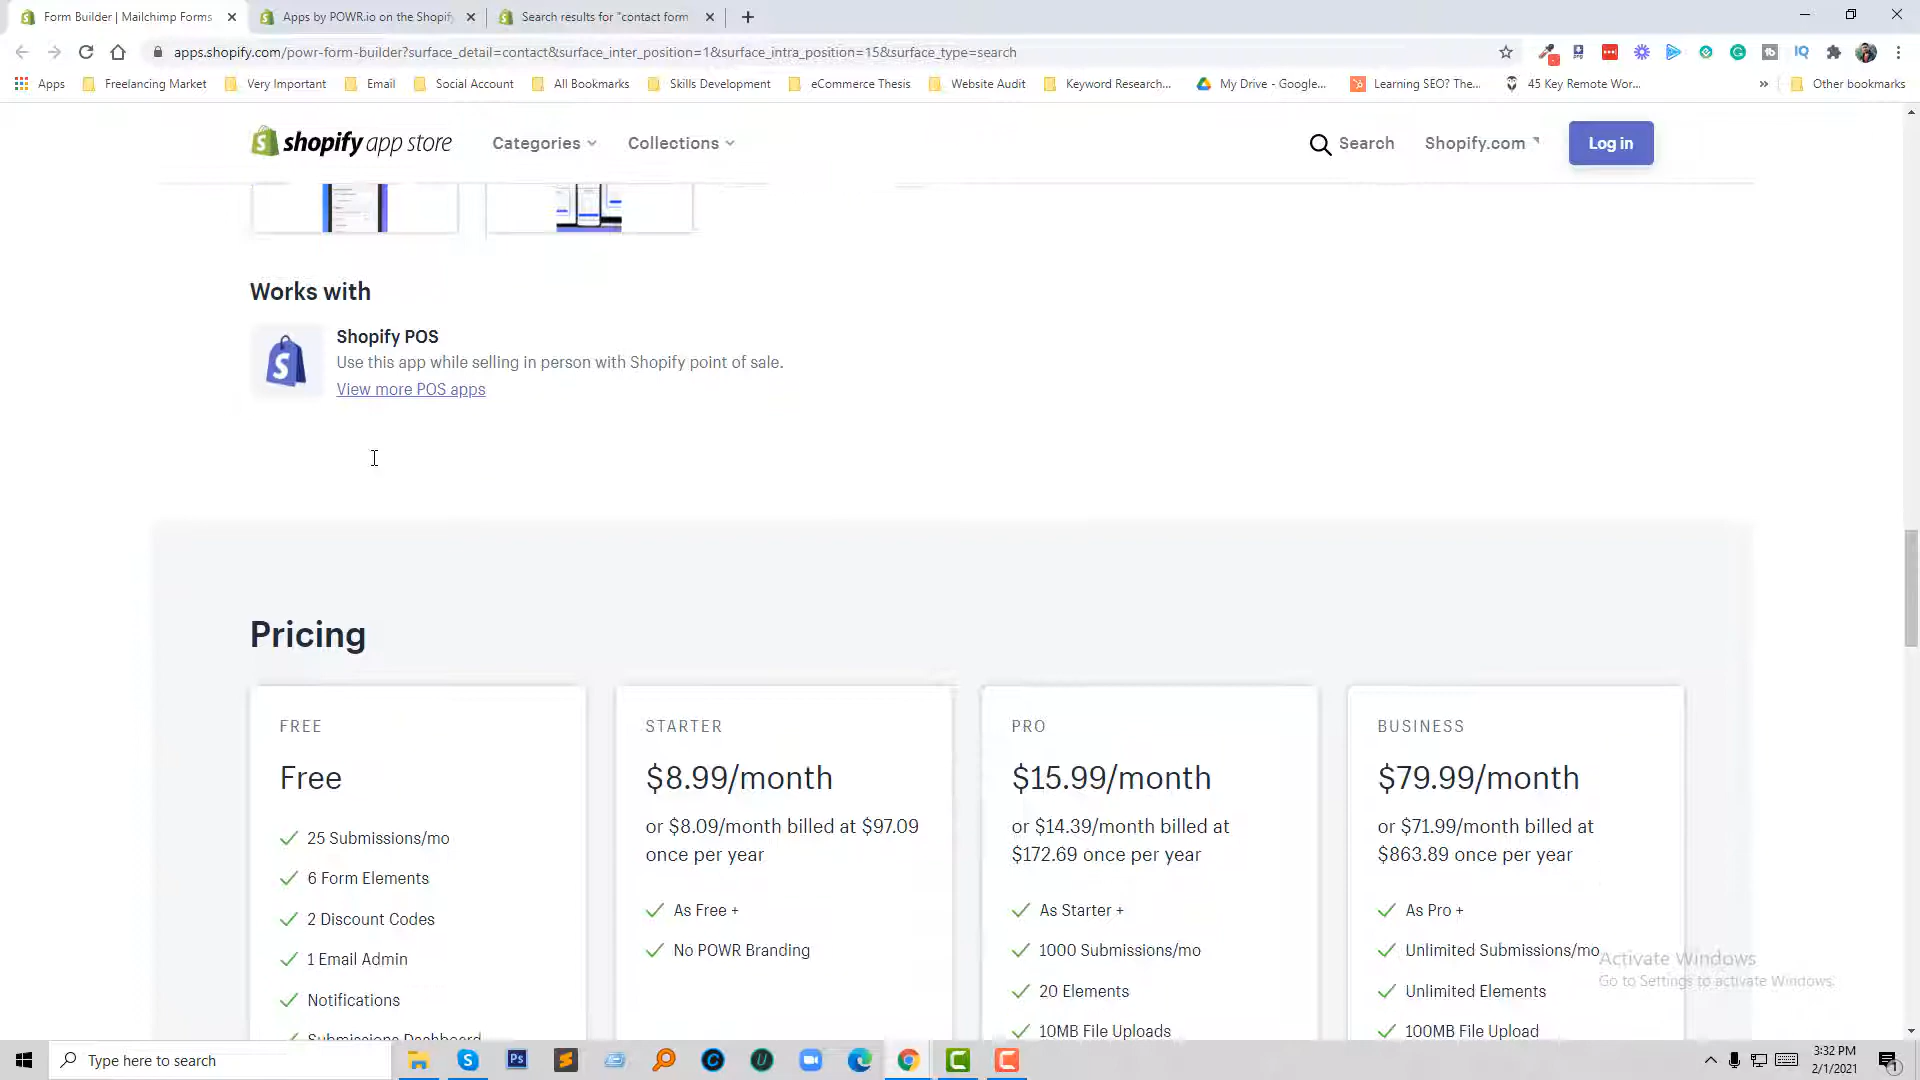 Form Builder | Mailchimp Forms
Apps by POWR.io on the Shopify
Search results for "contact form
apps.shopify.com/powr-form-builder?surface_detail=contact&surface_inter_position=1&surface_intra_position=15&surface_type=search
Apps
Freelancing Market
Very Important
Email
Social Account
All Bookmarks
Skills Development
eCommerce Thesis
Website Audit
Keyword Research...
My Drive - Google...
Learning SEO? The...
45 Key Remote Wor...
»
Other bookmarks
shopify app store
Categories
Collections
Search
Shopify.com
Log in
Works with
Shopify POS
Use this app while selling in person with Shopify point of sale.
View more POS apps
Pricing
FREE
Free
25 Submissions/mo
6 Form Elements
2 Discount Codes
1 Email Admin
Notifications
Submissions Dashboard
STARTER
$8.99/month
or $8.09/month billed at $97.09
once per year
As Free +
No POWR Branding
PRO
$15.99/month
or $14.39/month billed at
$172.69 once per year
As Starter +
1000 Submissions/mo
20 Elements
10MB File Uploads
BUSINESS
$79.99/month
or $71.99/month billed at
$863.89 once per year
As Pro +
Unlimited Submissions/mo
Unlimited Elements
100MB File Upload
Activate Windows
Go to Settings to activate Windows.
Type here to search
3:32 PM
2/1/2021